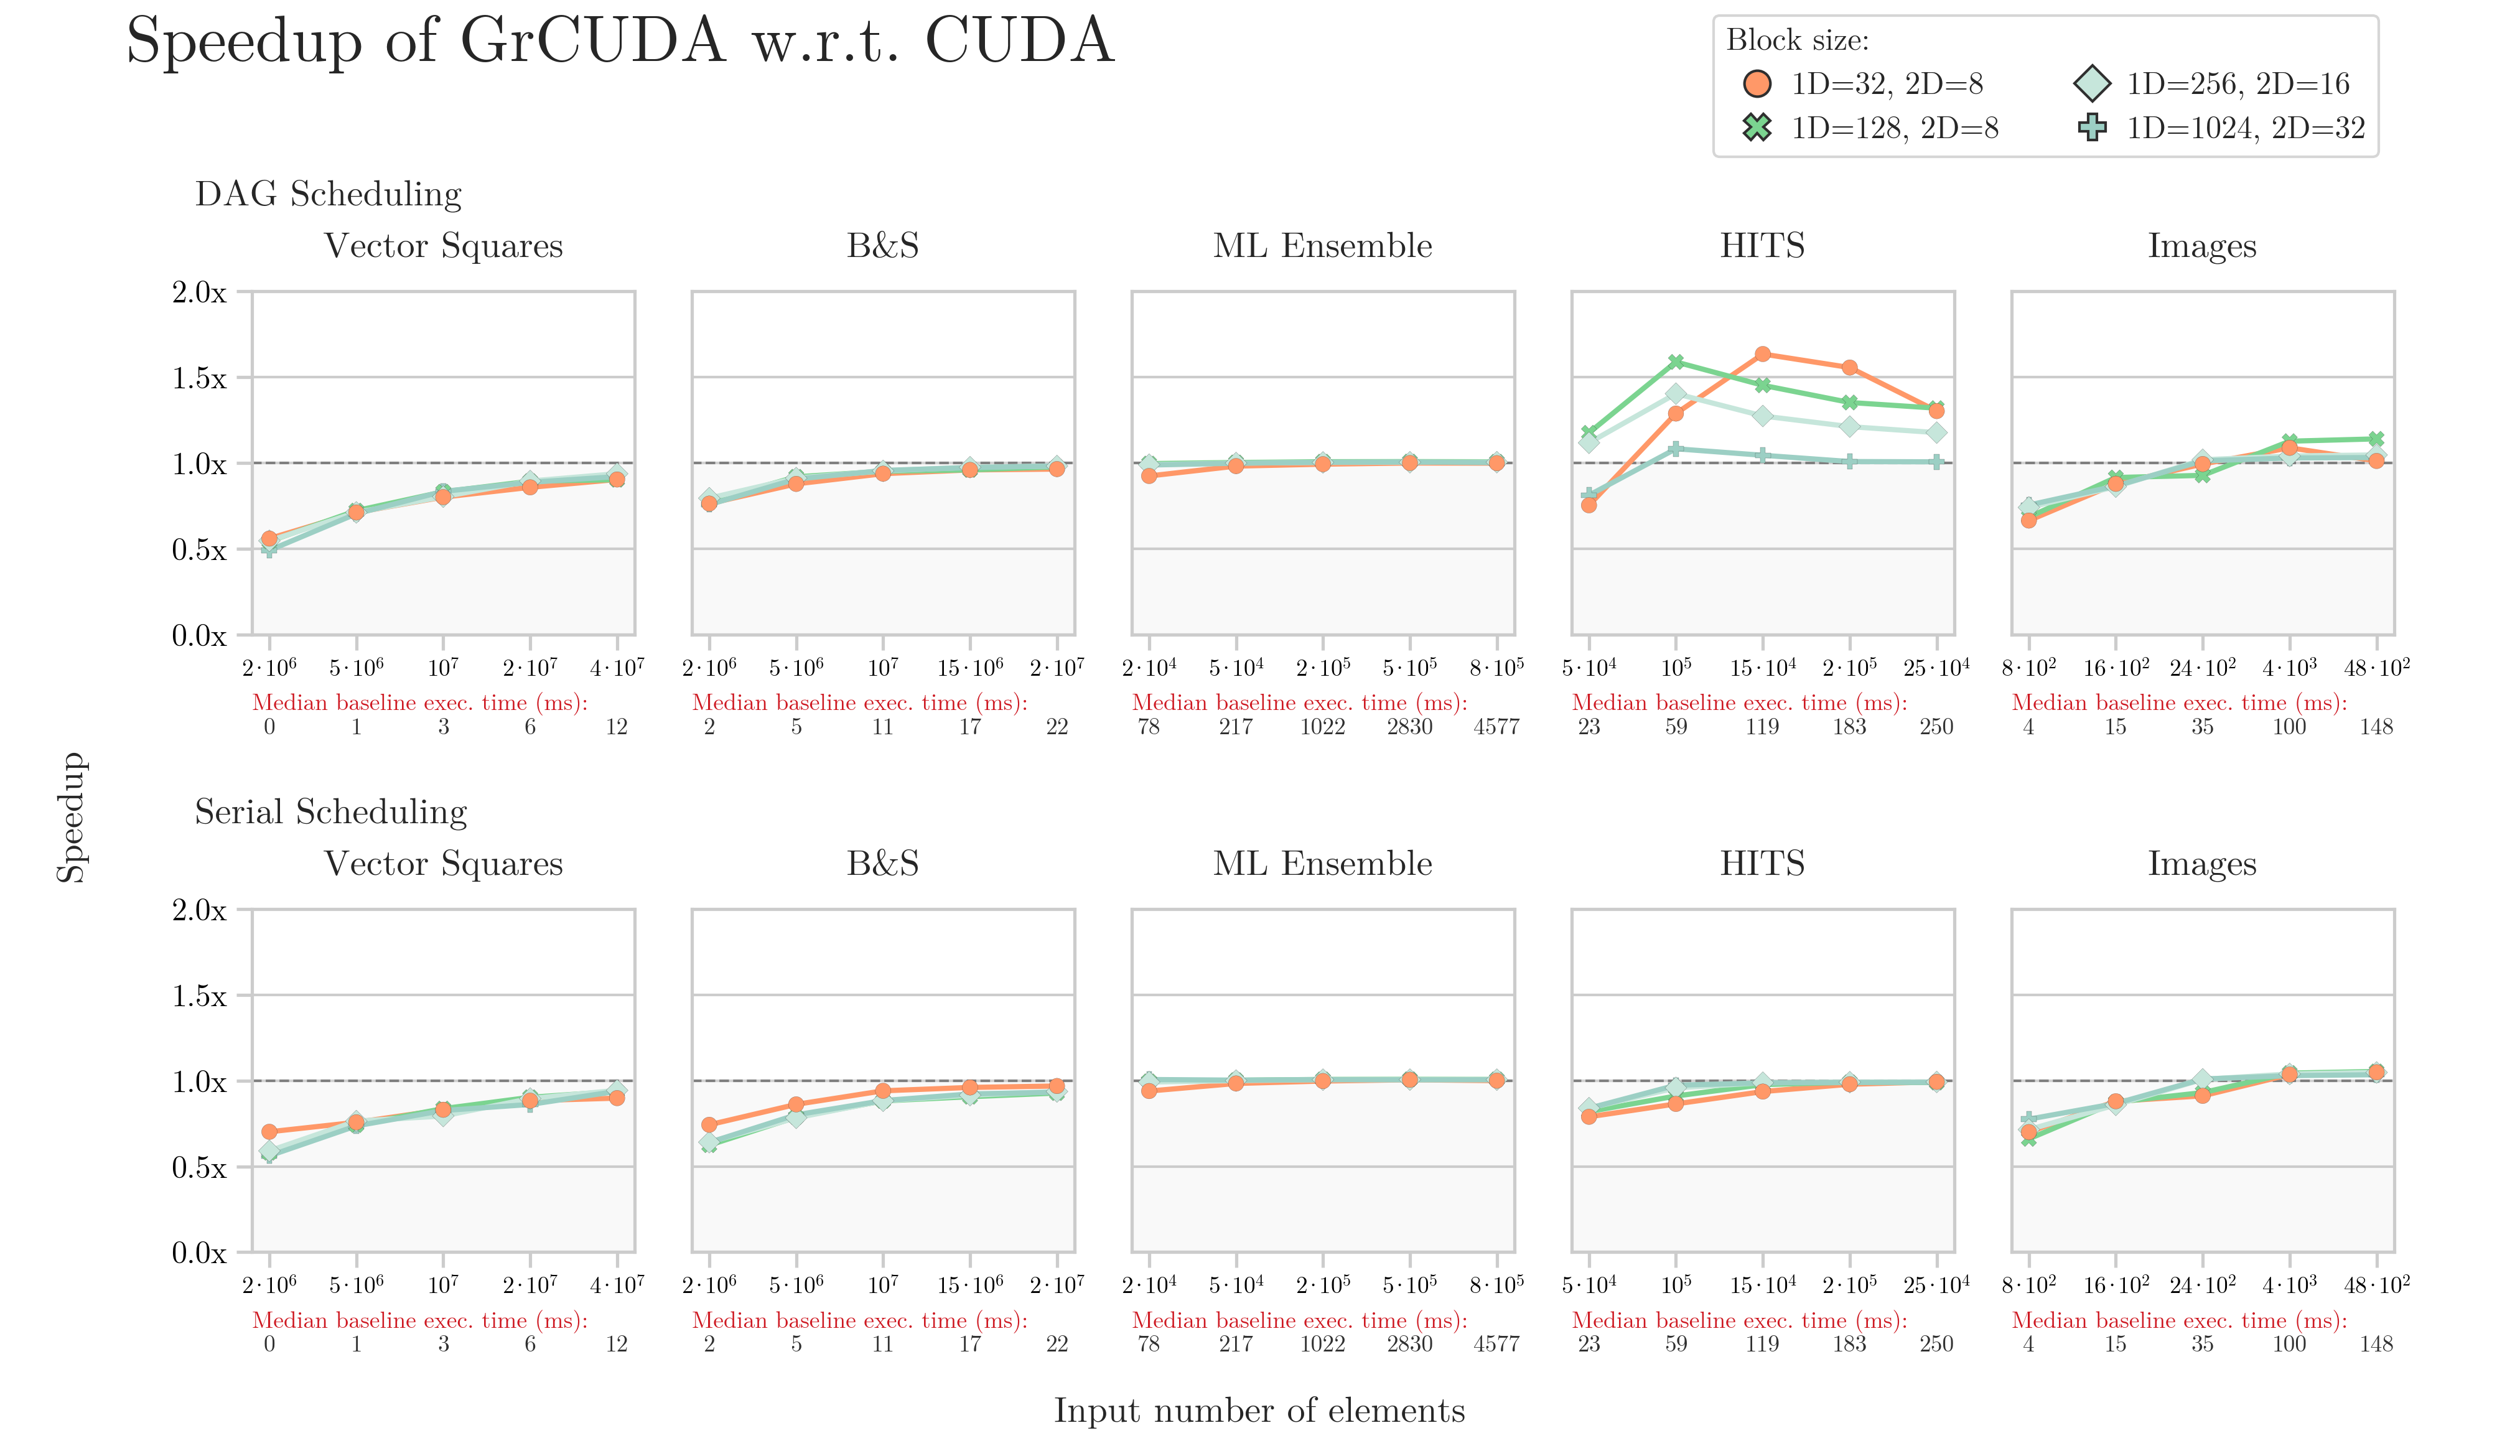 Speedup of GrCUDA w.r.t. CUDA
Block size:
1D=32, 2D=8
1D=256, 2D=16
1D=128, 2D=8
1D=1024, 2D=32
DAG Scheduling
Vector Squares
B&S
ML Ensemble
HITS
Images
2.0x
1.5x
1.0x
0.5x
0.0x
2·10⁶ 5·10⁶ 10⁷ 2·10⁷ 4·10⁷
Median baseline exec. time (ms):
0 1 3 6 12
2·10⁶ 5·10⁶ 10⁷ 15·10⁶ 2·10⁷
Median baseline exec. time (ms):
2 5 11 17 22
2·10⁴ 5·10⁴ 2·10⁵ 5·10⁵ 8·10⁵
Median baseline exec. time (ms):
78 217 1022 2830 4577
5·10⁴ 10⁵ 15·10⁴ 2·10⁵ 25·10⁴
Median baseline exec. time (ms):
23 59 119 183 250
8·10² 16·10² 24·10² 4·10³ 48·10²
Median baseline exec. time (ms):
4 15 35 100 148
Speedup
Serial Scheduling
Vector Squares
B&S
ML Ensemble
HITS
Images
2.0x
1.5x
1.0x
0.5x
0.0x
2·10⁶ 5·10⁶ 10⁷ 2·10⁷ 4·10⁷
Median baseline exec. time (ms):
0 1 3 6 12
2·10⁶ 5·10⁶ 10⁷ 15·10⁶ 2·10⁷
Median baseline exec. time (ms):
2 5 11 17 22
2·10⁴ 5·10⁴ 2·10⁵ 5·10⁵ 8·10⁵
Median baseline exec. time (ms):
78 217 1022 2830 4577
5·10⁴ 10⁵ 15·10⁴ 2·10⁵ 25·10⁴
Median baseline exec. time (ms):
23 59 119 183 250
8·10² 16·10² 24·10² 4·10³ 48·10²
Median baseline exec. time (ms):
4 15 35 100 148
Input number of elements